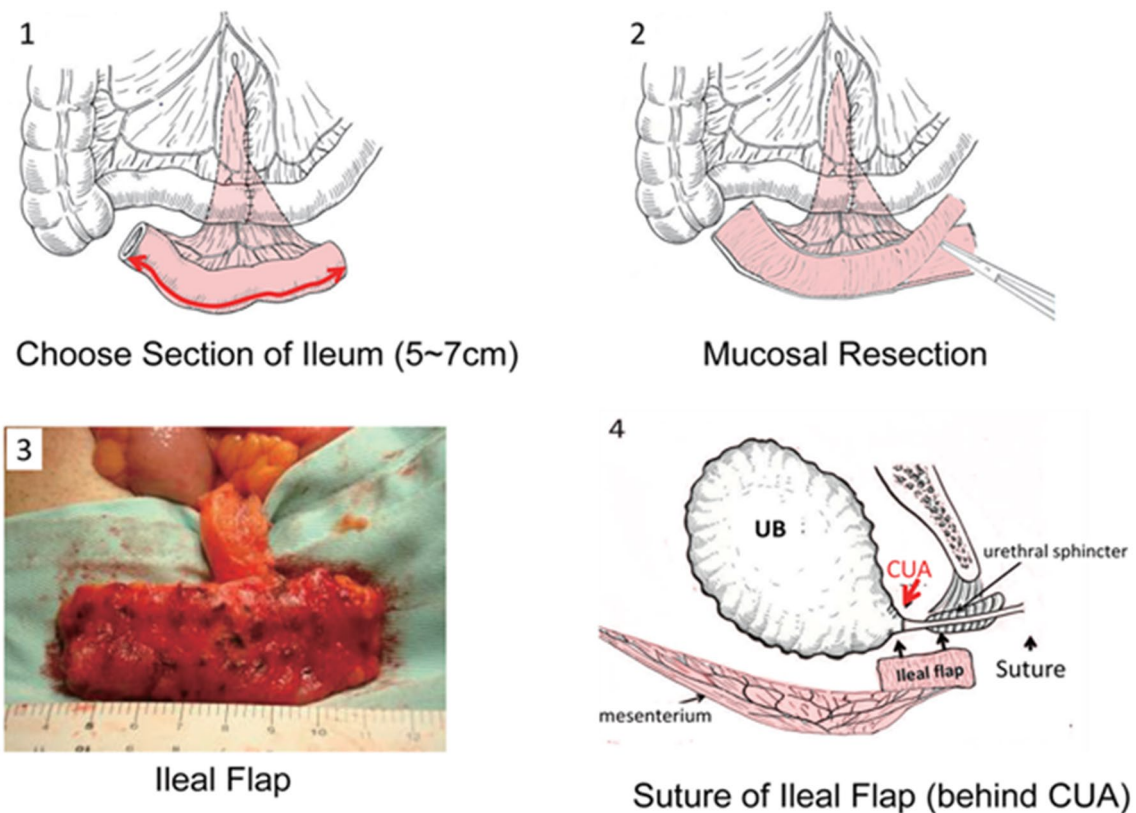 1
2
Choose Section of Ileum (5~7cm)
Mucosal Resection
3
4
UB
CUA
urethral sphincter
Ileal flap
Suture
mesenterium
Ileal Flap
Suture of Ileal Flap (behind CUA)